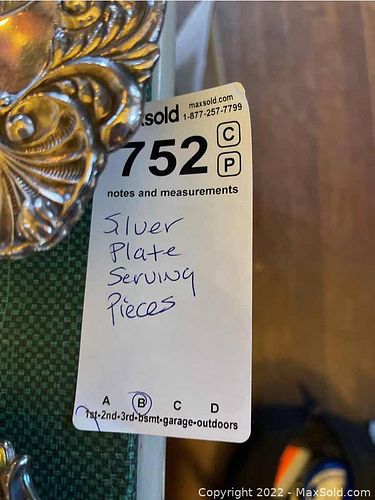 maxsold.com
xsold 1-877-257-7799
752 C
P
notes and measurements
Silver
Plate
Serving
Pieces
A B C D
1st•2nd•3rd•bsmt•garage•outdoors
Copyright 2022 - MaxSold.com